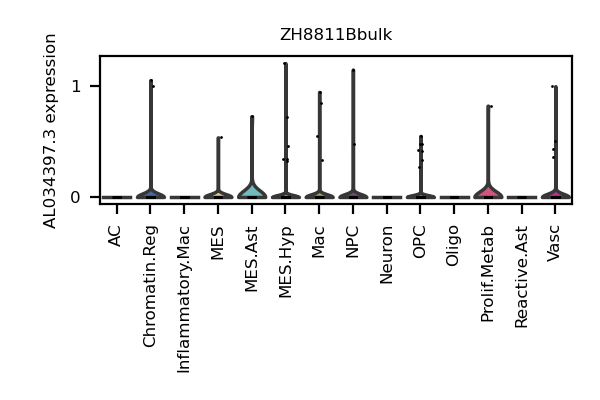 ZH8811Bbulk
AL034397.3 expression
1
0
AC
Chromatin.Reg
Inflammatory.Mac
MES
MES.Ast
MES.Hyp
Mac
NPC
Neuron
OPC
Oligo
Prolif.Metab
Reactive.Ast
Vasc